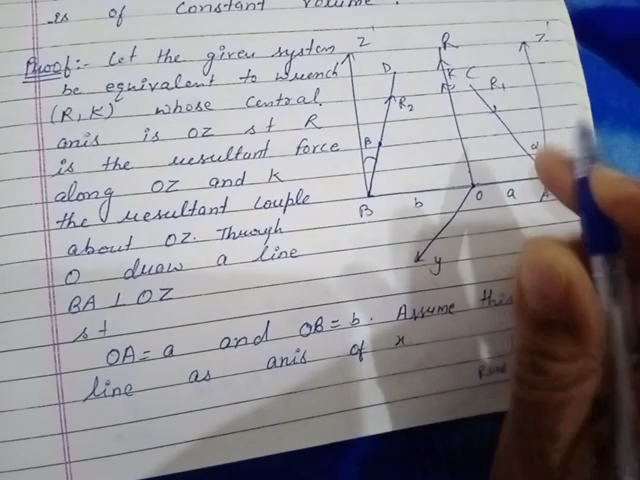 is of Constant volume.
Proof:- Let the given system
be equivalent to wrench
(R, K) whose central
axis is OZ st R
is the resultant force
along OZ and K
the resultant couple
about OZ. Through
O draw a line
BA ⊥ OZ
st
OA = a and OB = b. Assume this
line as axis of x
Z'
D
R2
B
b
R
K
C
R1
O
a
A
y
Z'